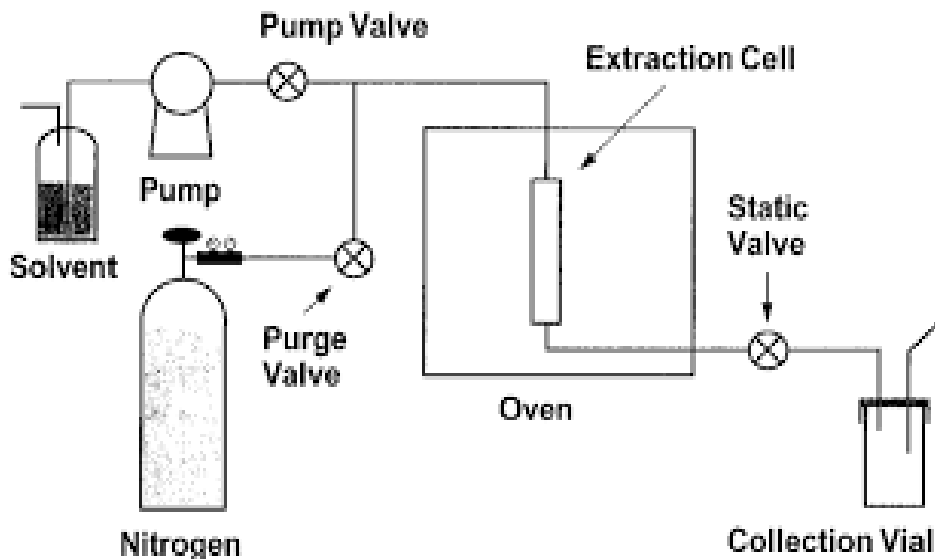 Pump Valve
Extraction Cell
Pump
Static
Valve
Solvent
Purge
Valve
Oven
Nitrogen
Collection Vial